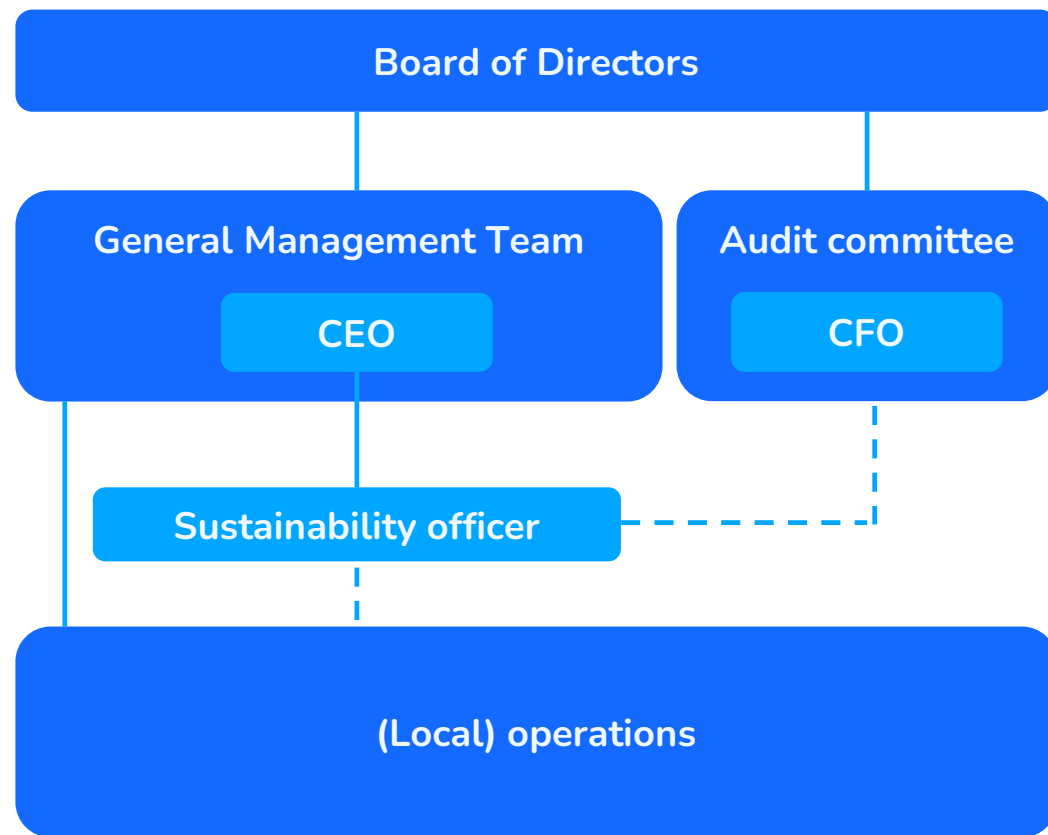 Board of Directors
General Management Team
Audit committee
CEO
CFO
Sustainability officer
(Local) operations